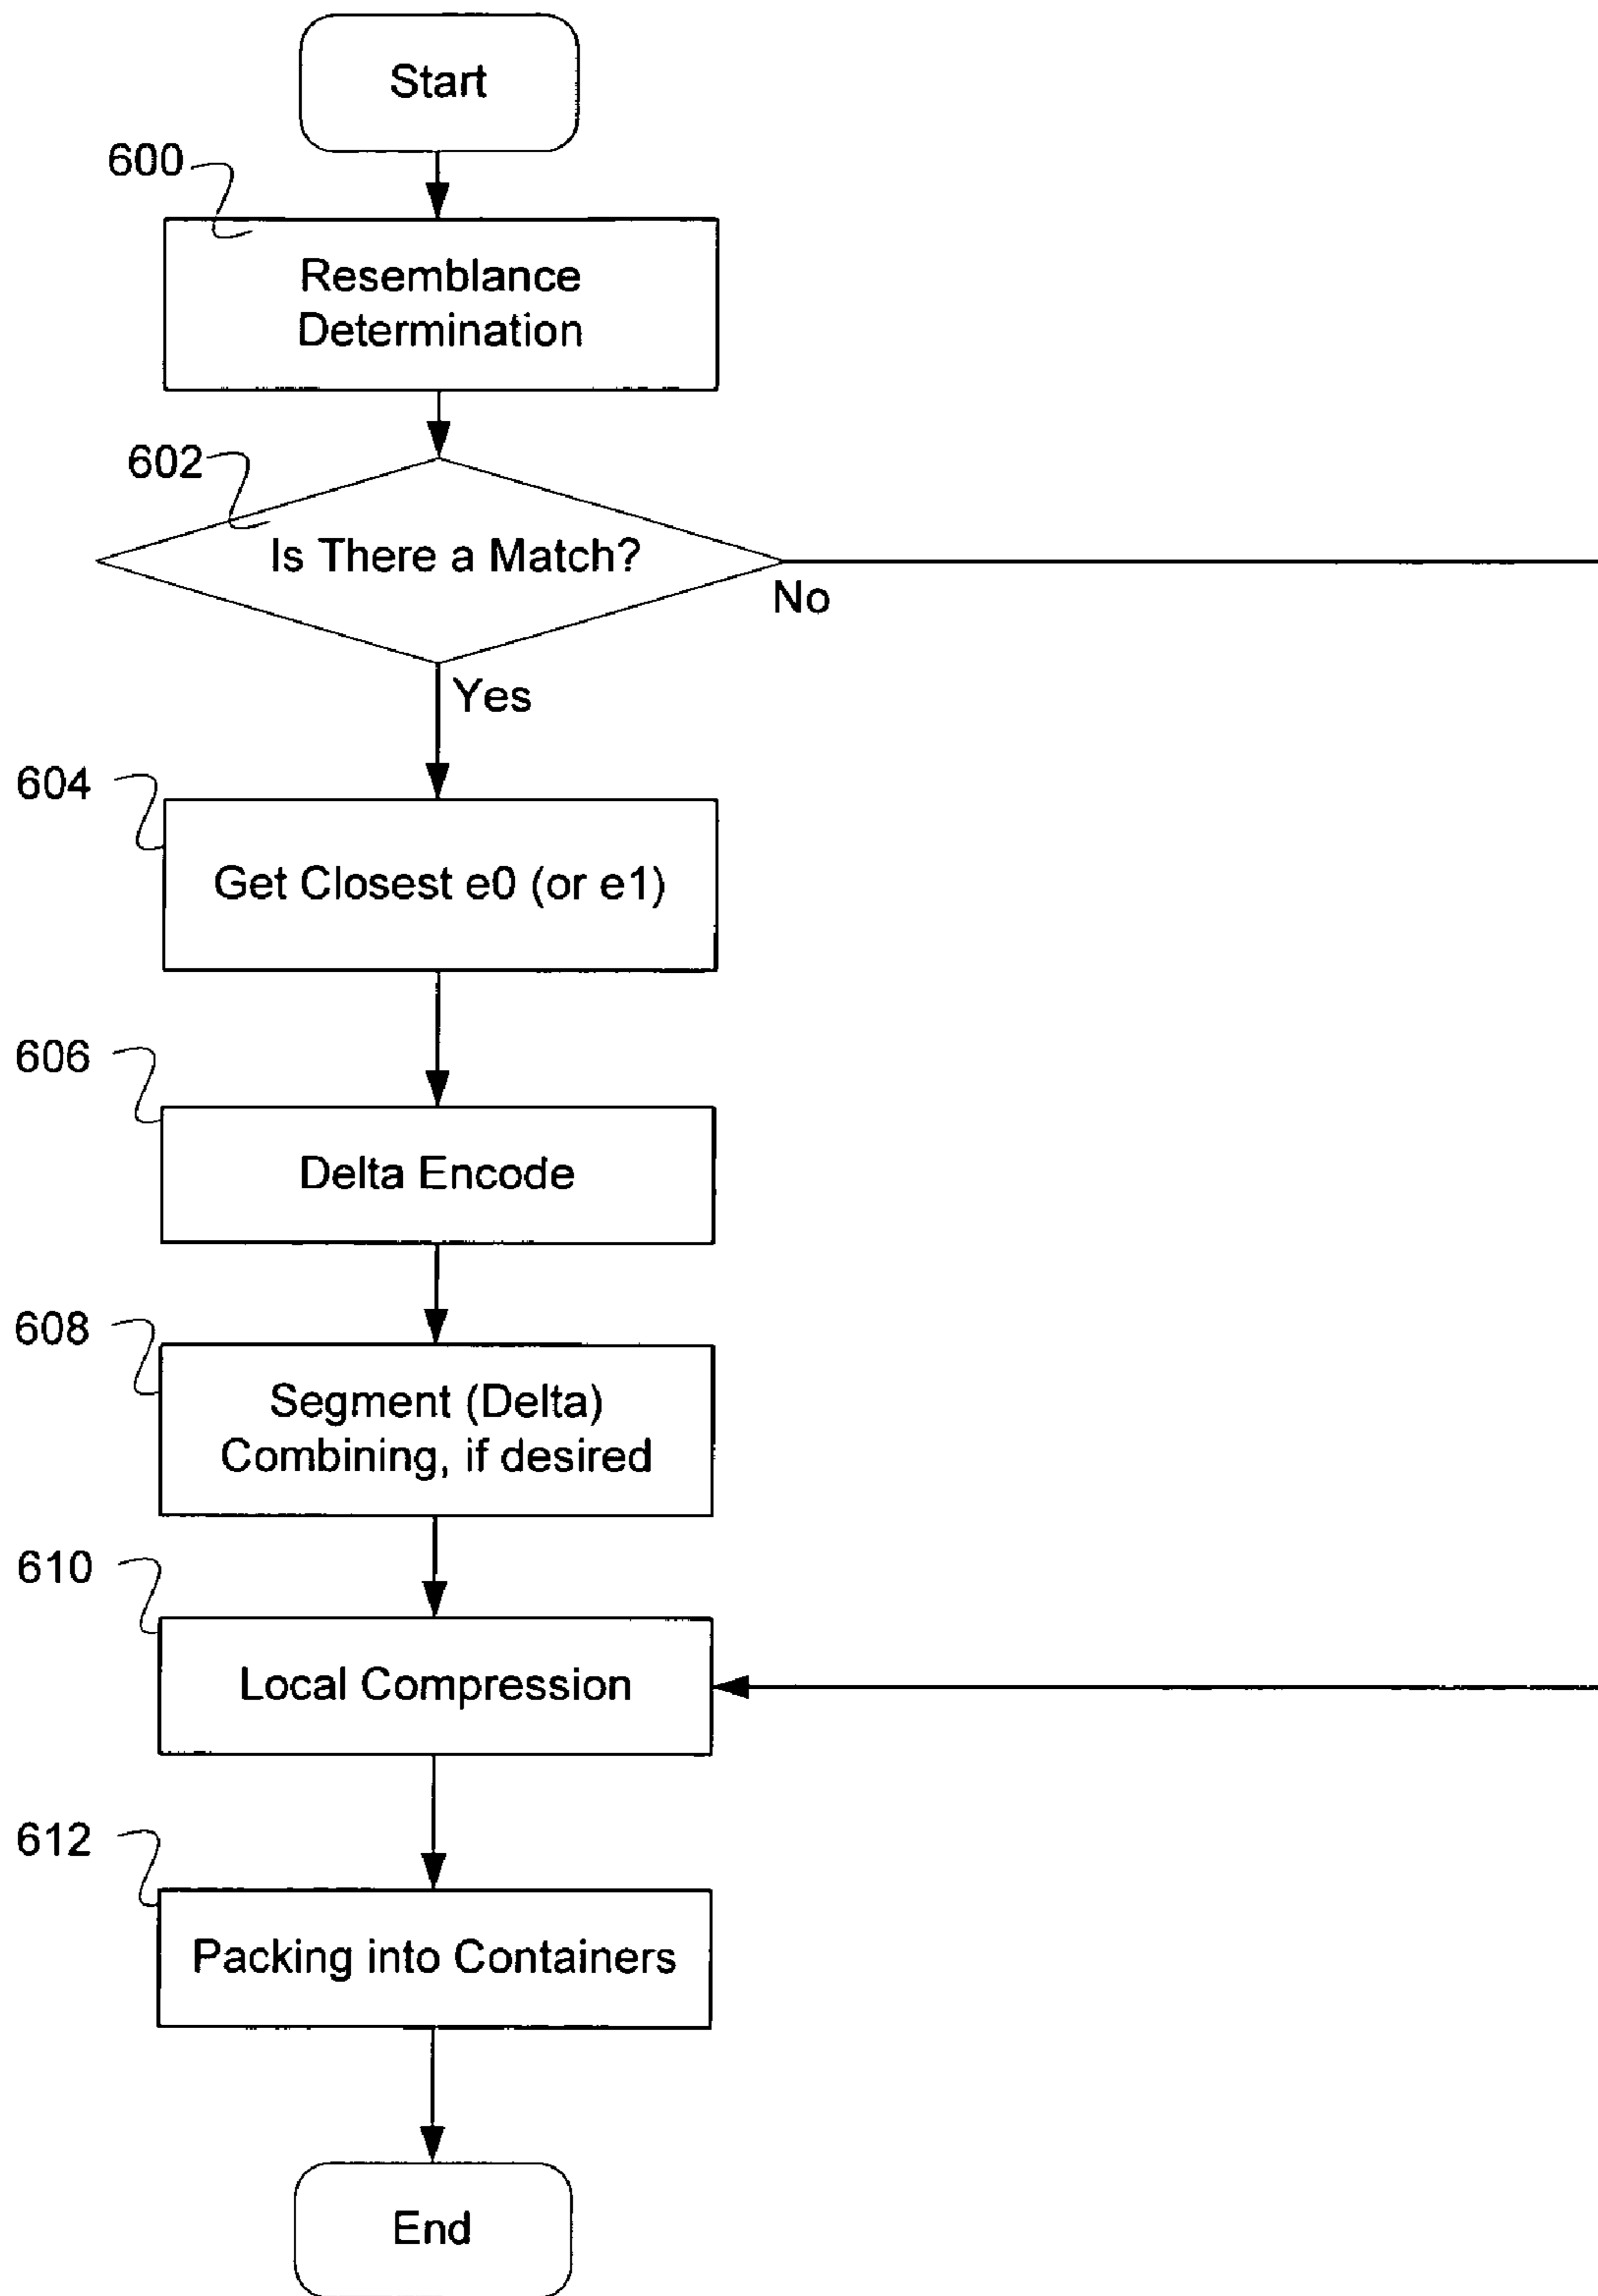 Start
600
Resemblance
Determination
602
Is There a Match?
No
Yes
604
Get Closest e0 (or e1)
606
Delta Encode
608
Segment (Delta)
Combining, if desired
610
Local Compression
612
Packing into Containers
End